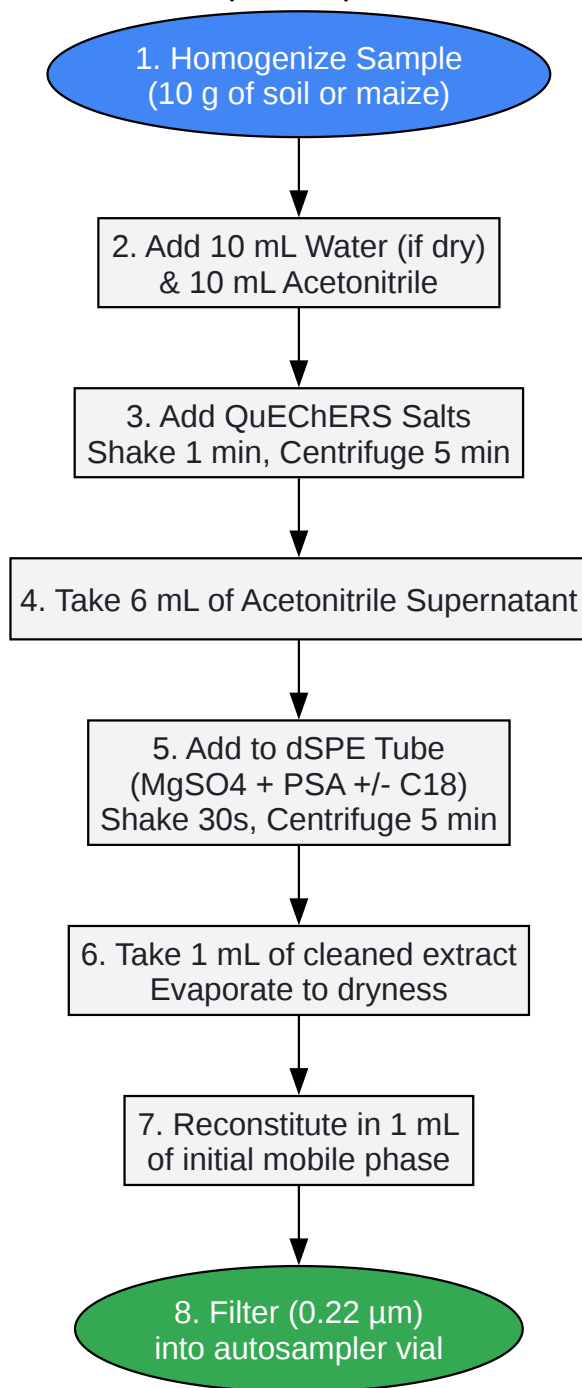 1. Homogenize Sample
(10 g of soil or maize)
2. Add 10 mL Water (if dry)
& 10 mL Acetonitrile
3. Add QuEChERS Salts
Shake 1 min, Centrifuge 5 min
4. Take 6 mL of Acetonitrile Supernatant
5. Add to dSPE Tube
(MgSO4 + PSA +/- C18)
Shake 30s, Centrifuge 5 min
6. Take 1 mL of cleaned extract
Evaporate to dryness
7. Reconstitute in 1 mL
of initial mobile phase
8. Filter (0.22 µm)
into autosampler vial